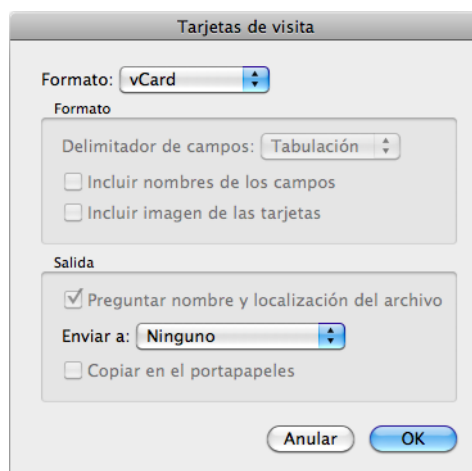 Tarjetas de visita
Formato: vCard
Formato
Delimitador de campos: Tabulación
Incluir nombres de los campos
Incluir imagen de las tarjetas
Salida
Preguntar nombre y localización del archivo
Enviar a: Ninguno
Copiar en el portapapeles
Anular OK